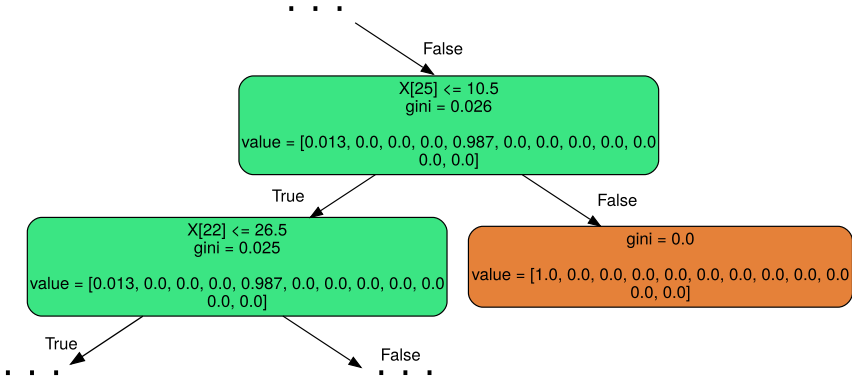 . . .
False
X[25] <= 10.5
gini = 0.026
value = [0.013, 0.0, 0.0, 0.0, 0.987, 0.0, 0.0, 0.0, 0.0, 0.0
0.0, 0.0]
True
False
X[22] <= 26.5
gini = 0.025
value = [0.013, 0.0, 0.0, 0.0, 0.987, 0.0, 0.0, 0.0, 0.0, 0.0
0.0, 0.0]
gini = 0.0
value = [1.0, 0.0, 0.0, 0.0, 0.0, 0.0, 0.0, 0.0, 0.0, 0.0
0.0, 0.0]
True
False
. . .
. . .